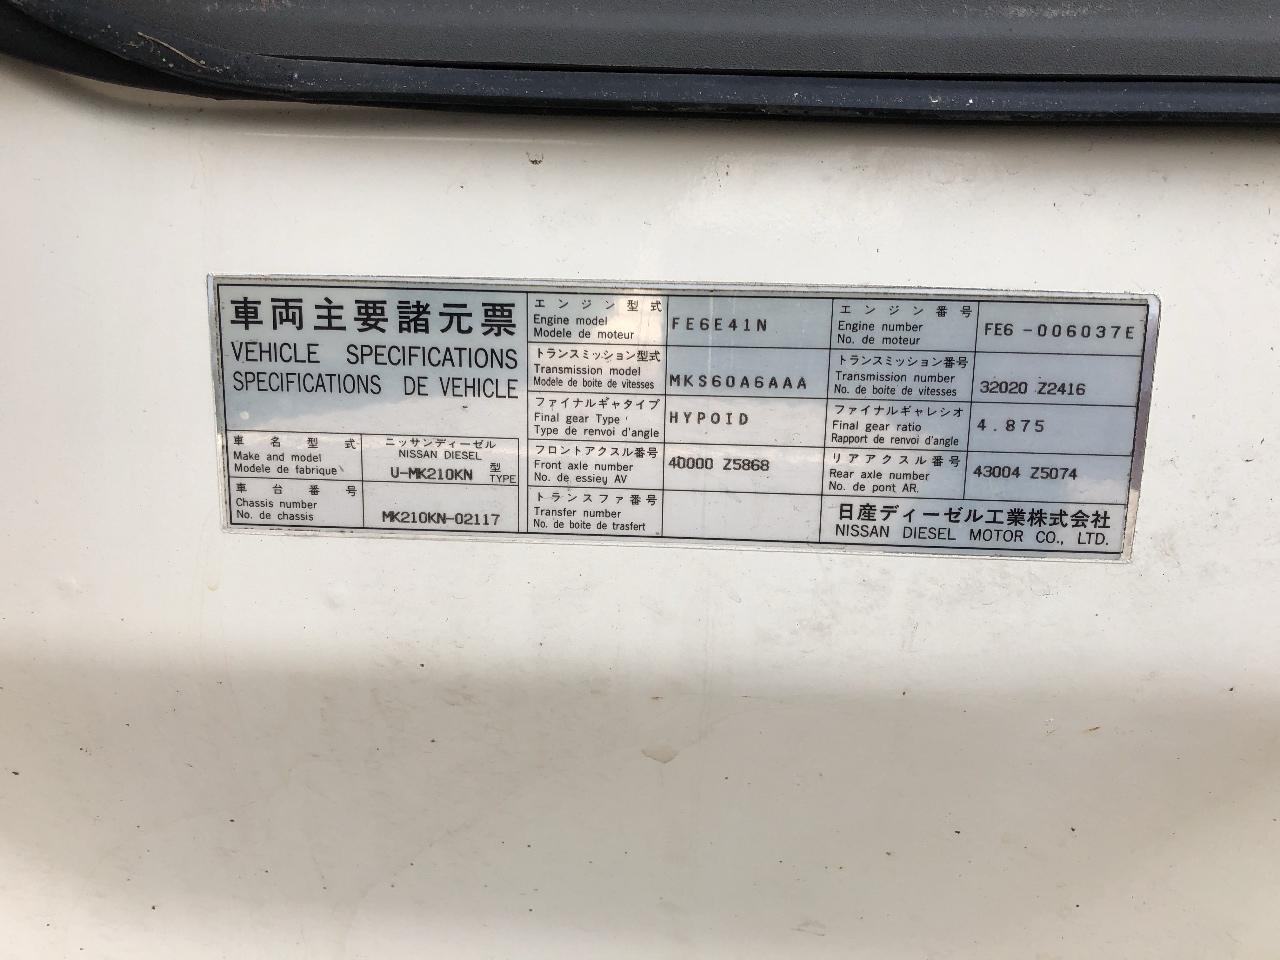 車両主要諸元票
VEHICLE SPECIFICATIONS
SPECIFICATIONS DE VEHICLE
車名型式
Make and model
Modele de fabrique
ニッサンディーゼル
NISSAN DIESEL
U-MK210KN 型 TYPE
車台番号
Chassis number
No. de chassis
MK210KN-02117
エンジン型式
Engine model
Modele de moteur
FE6E41N
エンジン番号
Engine number
No. de moteur
FE6-006037E
トランスミッション型式
Transmission model
Modele de boite de vitesses
MKS60A6AAA
トランスミッション番号
Transmission number
No. de boite de vitesses
32020 Z2416
ファイナルギャタイプ
Final gear Type
Type de renvoi d'angle
HYPOID
ファイナルギャレシオ
Final gear ratio
Rapport de renvoi d'angle
4.875
フロントアクスル番号
Front axle number
No. de essieu AV
40000 Z5868
リアアクスル番号
Rear axle number
No. de pont AR.
43004 Z5074
トランスファ番号
Transfer number
No. de boite de trasfert
日産ディーゼル工業株式会社
NISSAN DIESEL MOTOR CO., LTD.